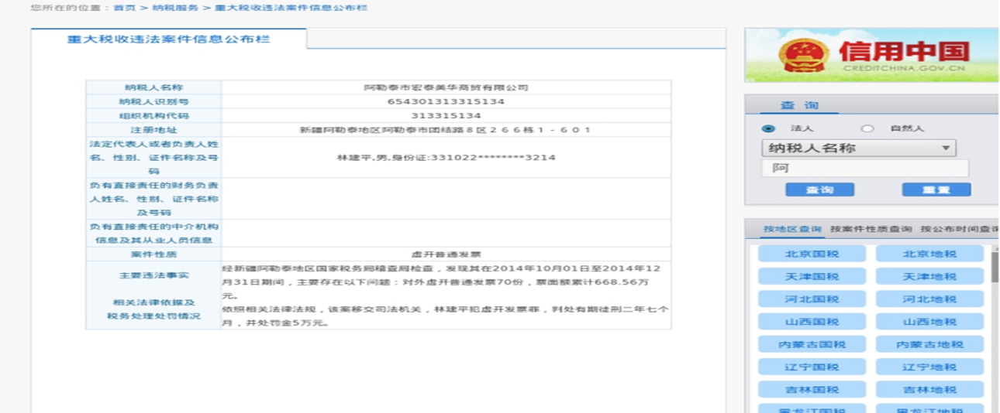 您所在的位置：首页 > 纳税服务 > 重大税收违法案件信息公布栏
重大税收违法案件信息公布栏
纳税人名称 阿勒泰市宏泰美华商贸有限公司
纳税人识别号 654301313315134
组织机构代码 313315134
注册地址 新疆阿勒泰地区阿勒泰市团结路８区２６６栋１－６０１
法定代表人或者负责人姓
名、性别、证件名称及号
码
林建平,男,身份证:331022********3214
负有直接责任的财务负责
人姓名、性别、证件名称
及号码
负有直接责任的中介机构
信息及其从业人员信息
案件性质 虚开普通发票
主要违法事实
相关法律依据及
税务处理处罚情况
经新疆阿勒泰地区国家税务局稽查局检查，发现其在2014年10月01日至2014年12
月31日期间，主要存在以下问题：对外虚开普通发票70份，票面额累计668.56万
元。
依照相关法律法规，该案移交司法机关，林建平犯虚开发票罪，判处有期徒刑二年七个
月，并处罚金5万元。
信用中国
CREDITCHINA.GOV.CN
查 询
法人 自然人
纳税人名称
阿
查询 重置
按地区查询 按案件性质查询 按公布时间查询
北京国税 北京地税
天津国税 天津地税
河北国税 河北地税
山西国税 山西地税
内蒙古国税 内蒙古地税
辽宁国税 辽宁地税
吉林国税 吉林地税
黑龙江国税 黑龙江地税